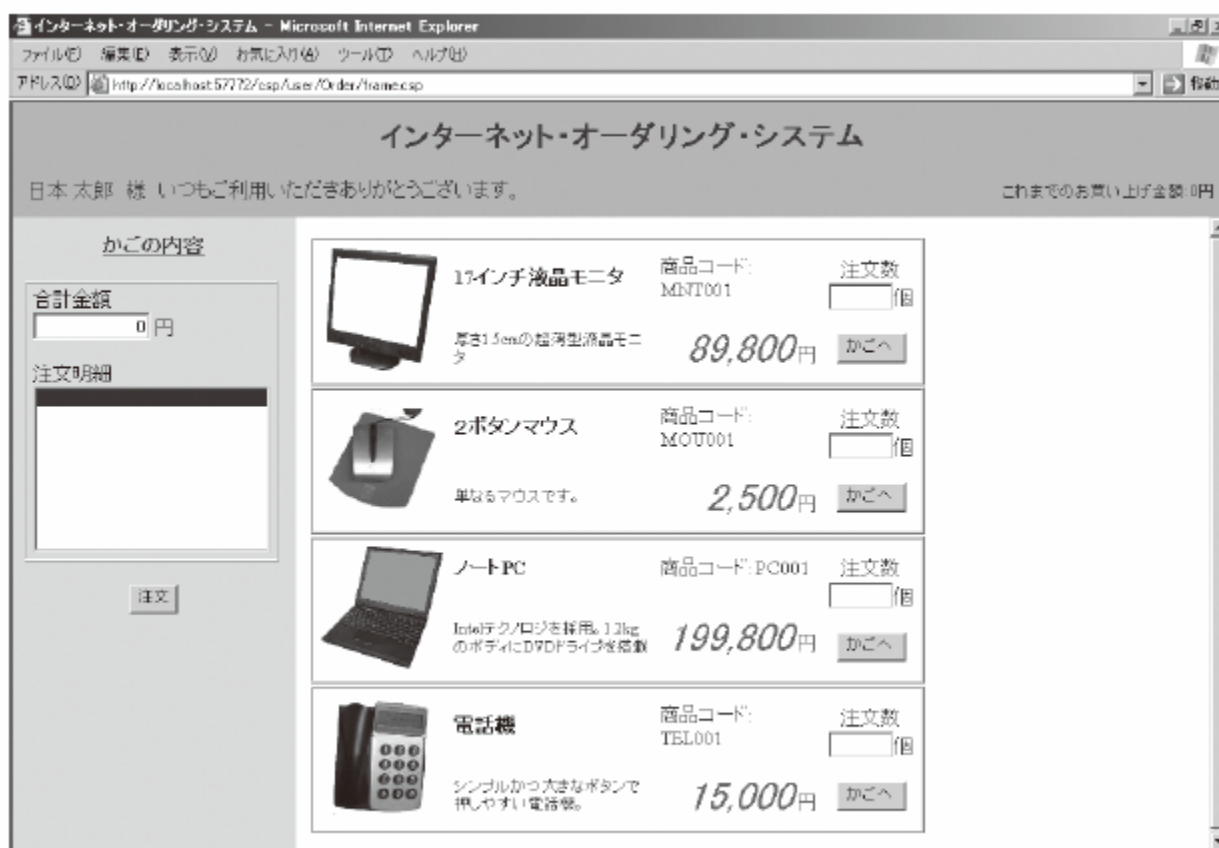 インターネット・オーダリング・システム - Microsoft Internet Explorer
ファイル(F) 編集(E) 表示(V) お気に入り(A) ツール(T) ヘルプ(H)
アドレス(D) http://localhost:57772/csp/user/Order/frame.csp 移動
インターネット・オーダリング・システム
日本 太郎 様 いつもご利用いただきありがとうございます。
これまでのお買い上げ金額:0円
かごの内容
合計金額
0 円
注文明細
注文
17インチ液晶モニタ
商品コード:
MNT001
注文数
個
厚さ1.5cmの超薄型液晶モニ
タ
89,800円
かごへ
2ボタンマウス
商品コード:
MOU001
注文数
個
単なるマウスです。
2,500円
かごへ
ノートPC
商品コード:PC001
注文数
個
Intelテクノロジを採用。1.2kg
のボディにDVDドライブを搭載
199,800円
かごへ
電話機
商品コード:
TEL001
注文数
個
シンプルかつ大きなボタンで
押しやすい電話機。
15,000円
かごへ